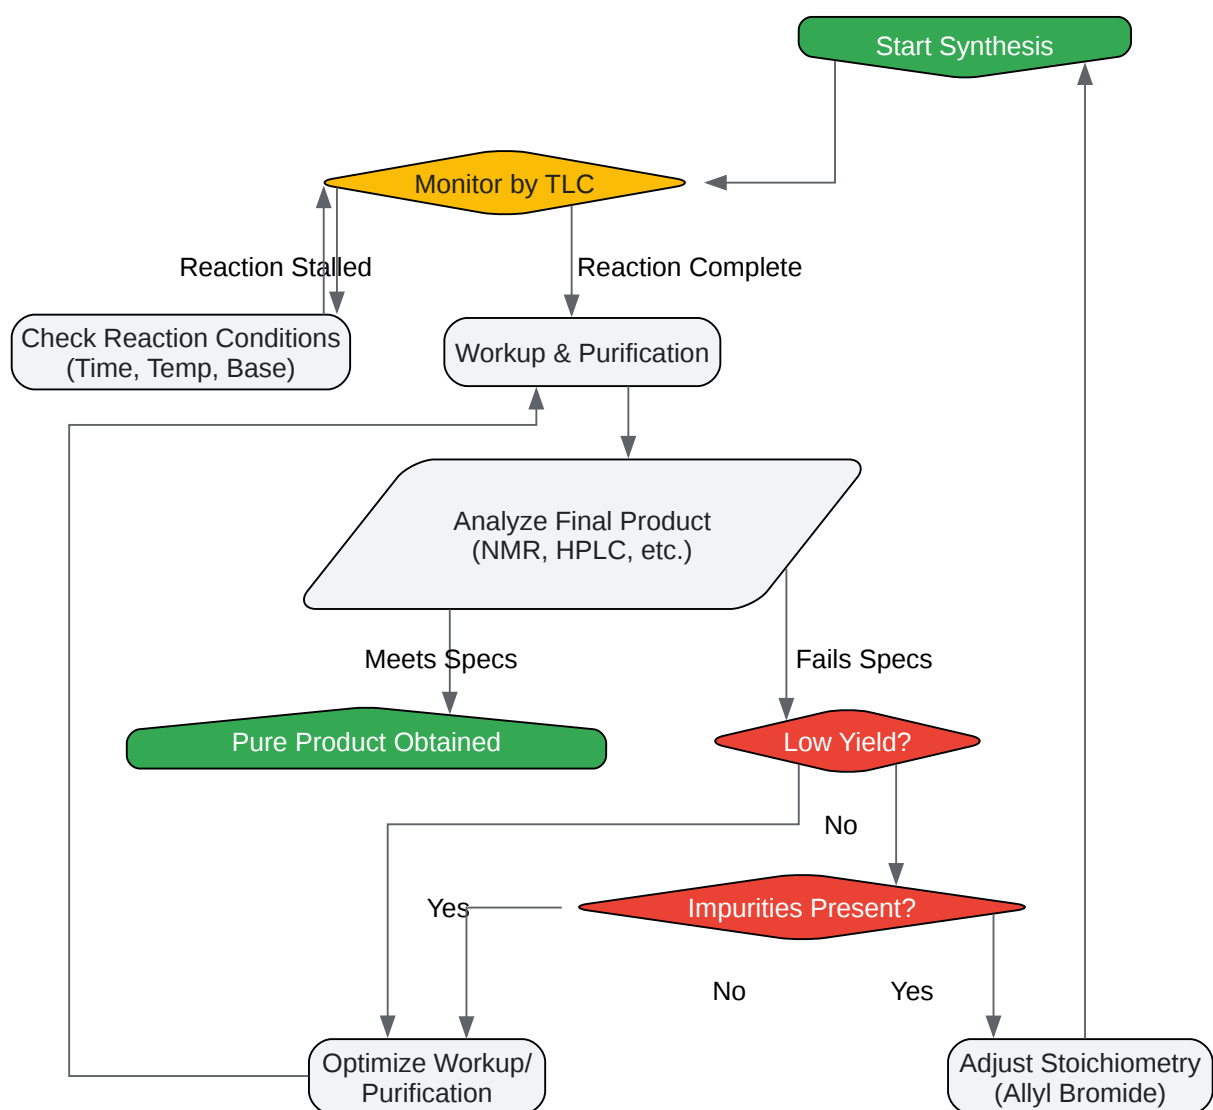 Start Synthesis
Monitor by TLC
Reaction Stalled
Reaction Complete
Check Reaction Conditions
(Time, Temp, Base)
Workup & Purification
Analyze Final Product
(NMR, HPLC, etc.)
Meets Specs
Fails Specs
Pure Product Obtained
Low Yield?
No
Yes
Impurities Present?
No
Yes
Optimize Workup/
Purification
Adjust Stoichiometry
(Allyl Bromide)